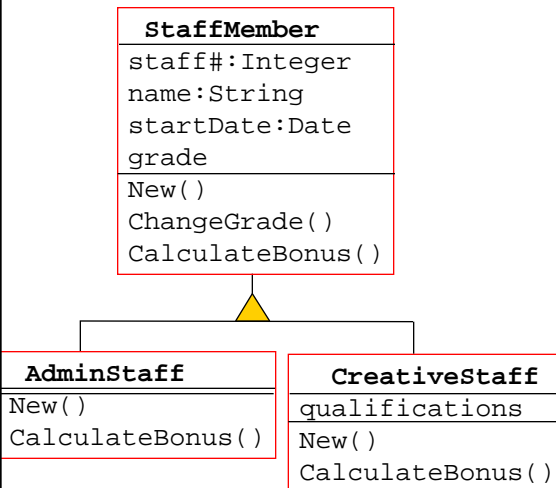 StaffMember
staff#:Integer
name:String
startDate:Date
grade
New()
ChangeGrade()
CalculateBonus()
AdminStaff
New()
CalculateBonus()
CreativeStaff
qualifications
New()
CalculateBonus()